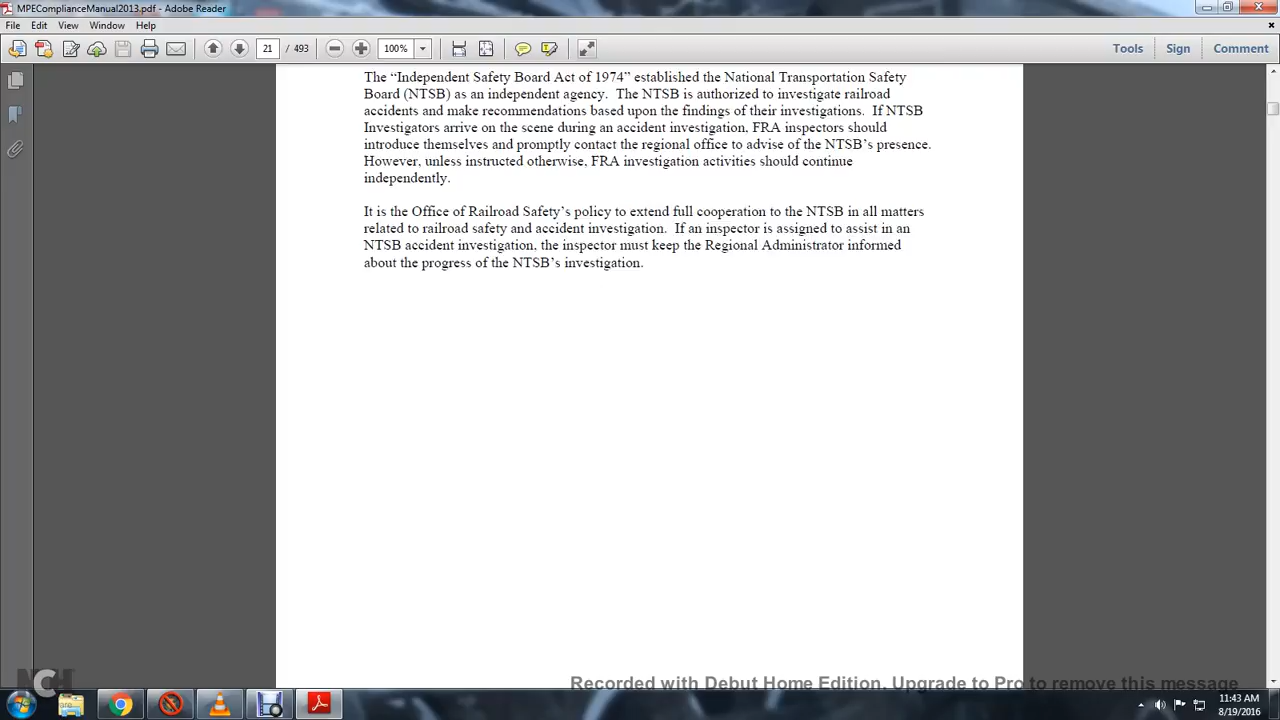 MPEComplianceManual2013.pdf - Adobe Reader
File Edit View Window Help
21 / 493 100% Tools Sign Comment
The “Independent Safety Board Act of 1974” established the National Transportation Safety
Board (NTSB) as an independent agency. The NTSB is authorized to investigate railroad
accidents and make recommendations based upon the findings of their investigations. If NTSB
Investigators arrive on the scene during an accident investigation, FRA inspectors should
introduce themselves and promptly contact the regional office to advise of the NTSB’s presence.
However, unless instructed otherwise, FRA investigation activities should continue
independently.
It is the Office of Railroad Safety’s policy to extend full cooperation to the NTSB in all matters
related to railroad safety and accident investigation. If an inspector is assigned to assist in an
NTSB accident investigation, the inspector must keep the Regional Administrator informed
about the progress of the NTSB’s investigation.
NCH
Recorded with Debut Home Edition. Upgrade to Pro to remove this message
11:43 AM
8/19/2016